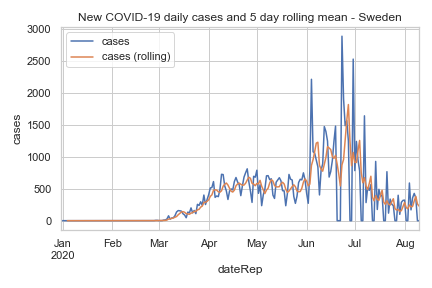 New COVID-19 daily cases and 5 day rolling mean - Sweden
cases
cases (rolling)
3000
2500
2000
1500
1000
500
0
cases
Jan Feb Mar Apr May Jun Jul Aug
2020
dateRep